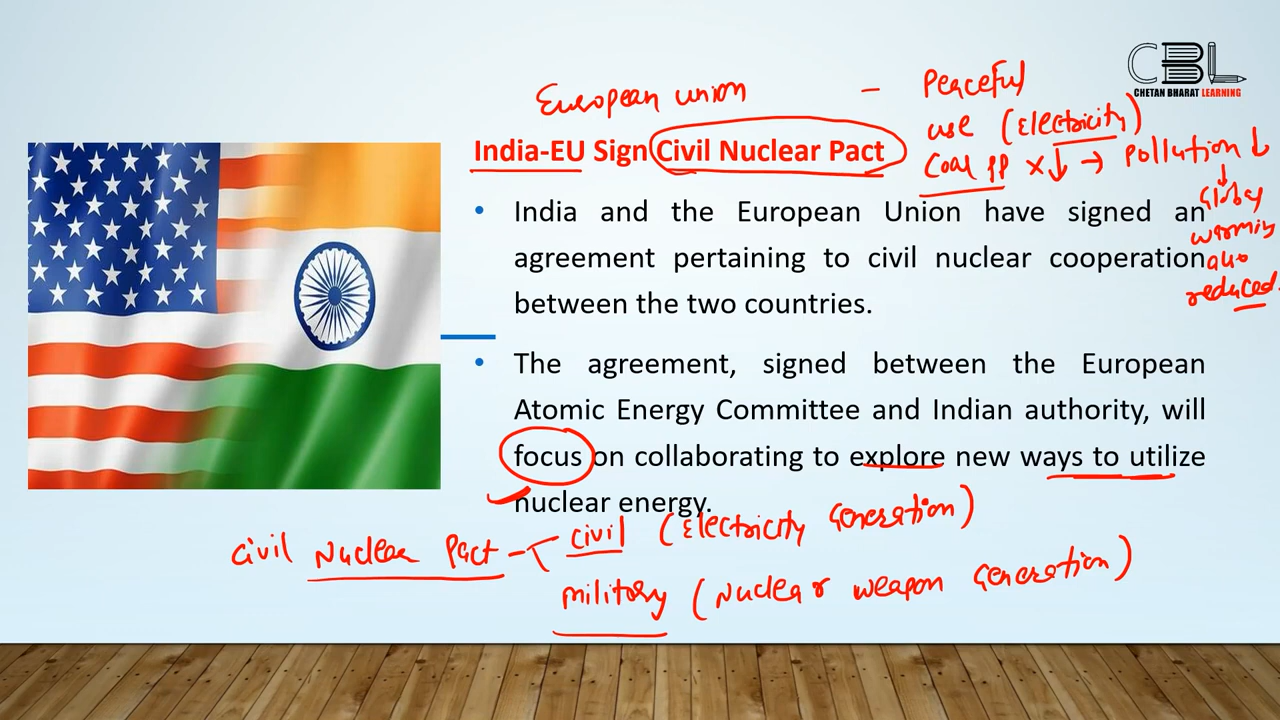 CBL
CHETAN BHARAT LEARNING
European union - Peaceful
use (Electricity)
India-EU Sign Civil Nuclear Pact
Coal PP × ↓ → Pollution ↓
↓
India and the European Union have signed an
warming
agreement pertaining to civil nuclear cooperation
also
between the two countries.
reduced.
The agreement, signed between the European
Atomic Energy Committee and Indian authority, will
focus on collaborating to explore new ways to utilize
nuclear energy.
Civil Nuclear Pact - civil (Electricity Generation)
military (Nuclear weapon Generation)